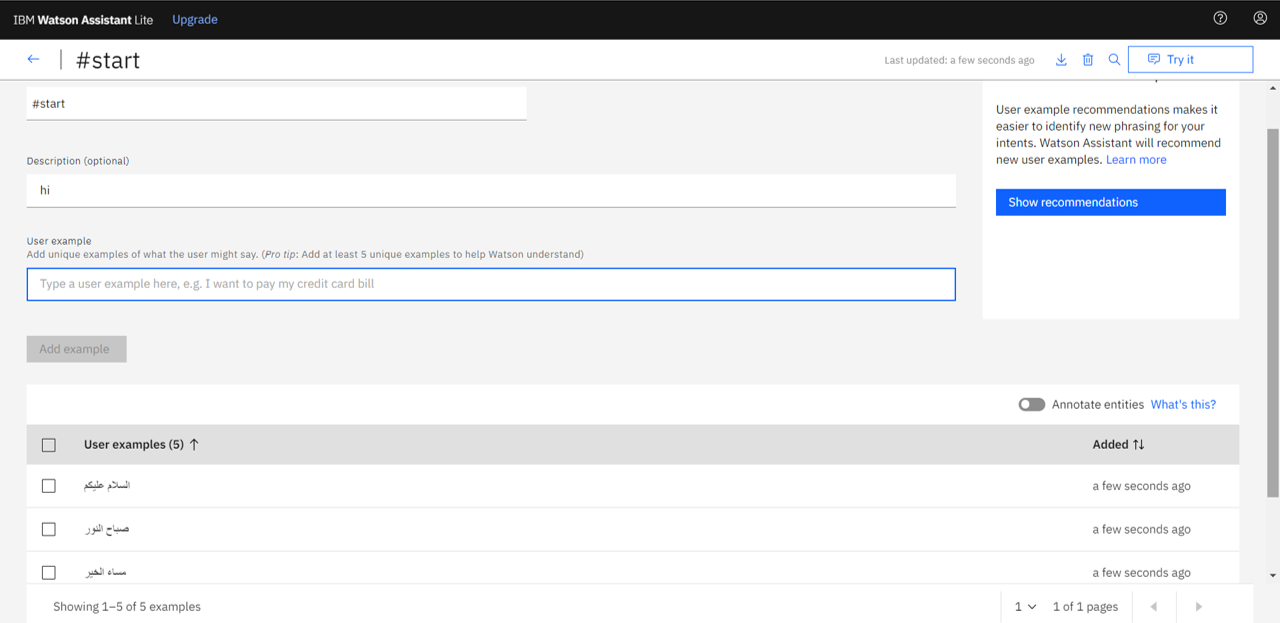 IBM Watson Assistant Lite Upgrade
#start
Last updated: a few seconds ago
Try it
#start
Description (optional)
hi
User example
Add unique examples of what the user might say. (Pro tip: Add at least 5 unique examples to help Watson understand)
Type a user example here, e.g. I want to pay my credit card bill
Add example
User example recommendations makes it
easier to identify new phrasing for your
intents. Watson Assistant will recommend
new user examples. Learn more
Show recommendations
Annotate entities What's this?
User examples (5) Added
السلام عليكم a few seconds ago
صباح النور a few seconds ago
مساء الخير a few seconds ago
Showing 1–5 of 5 examples 1 1 of 1 pages